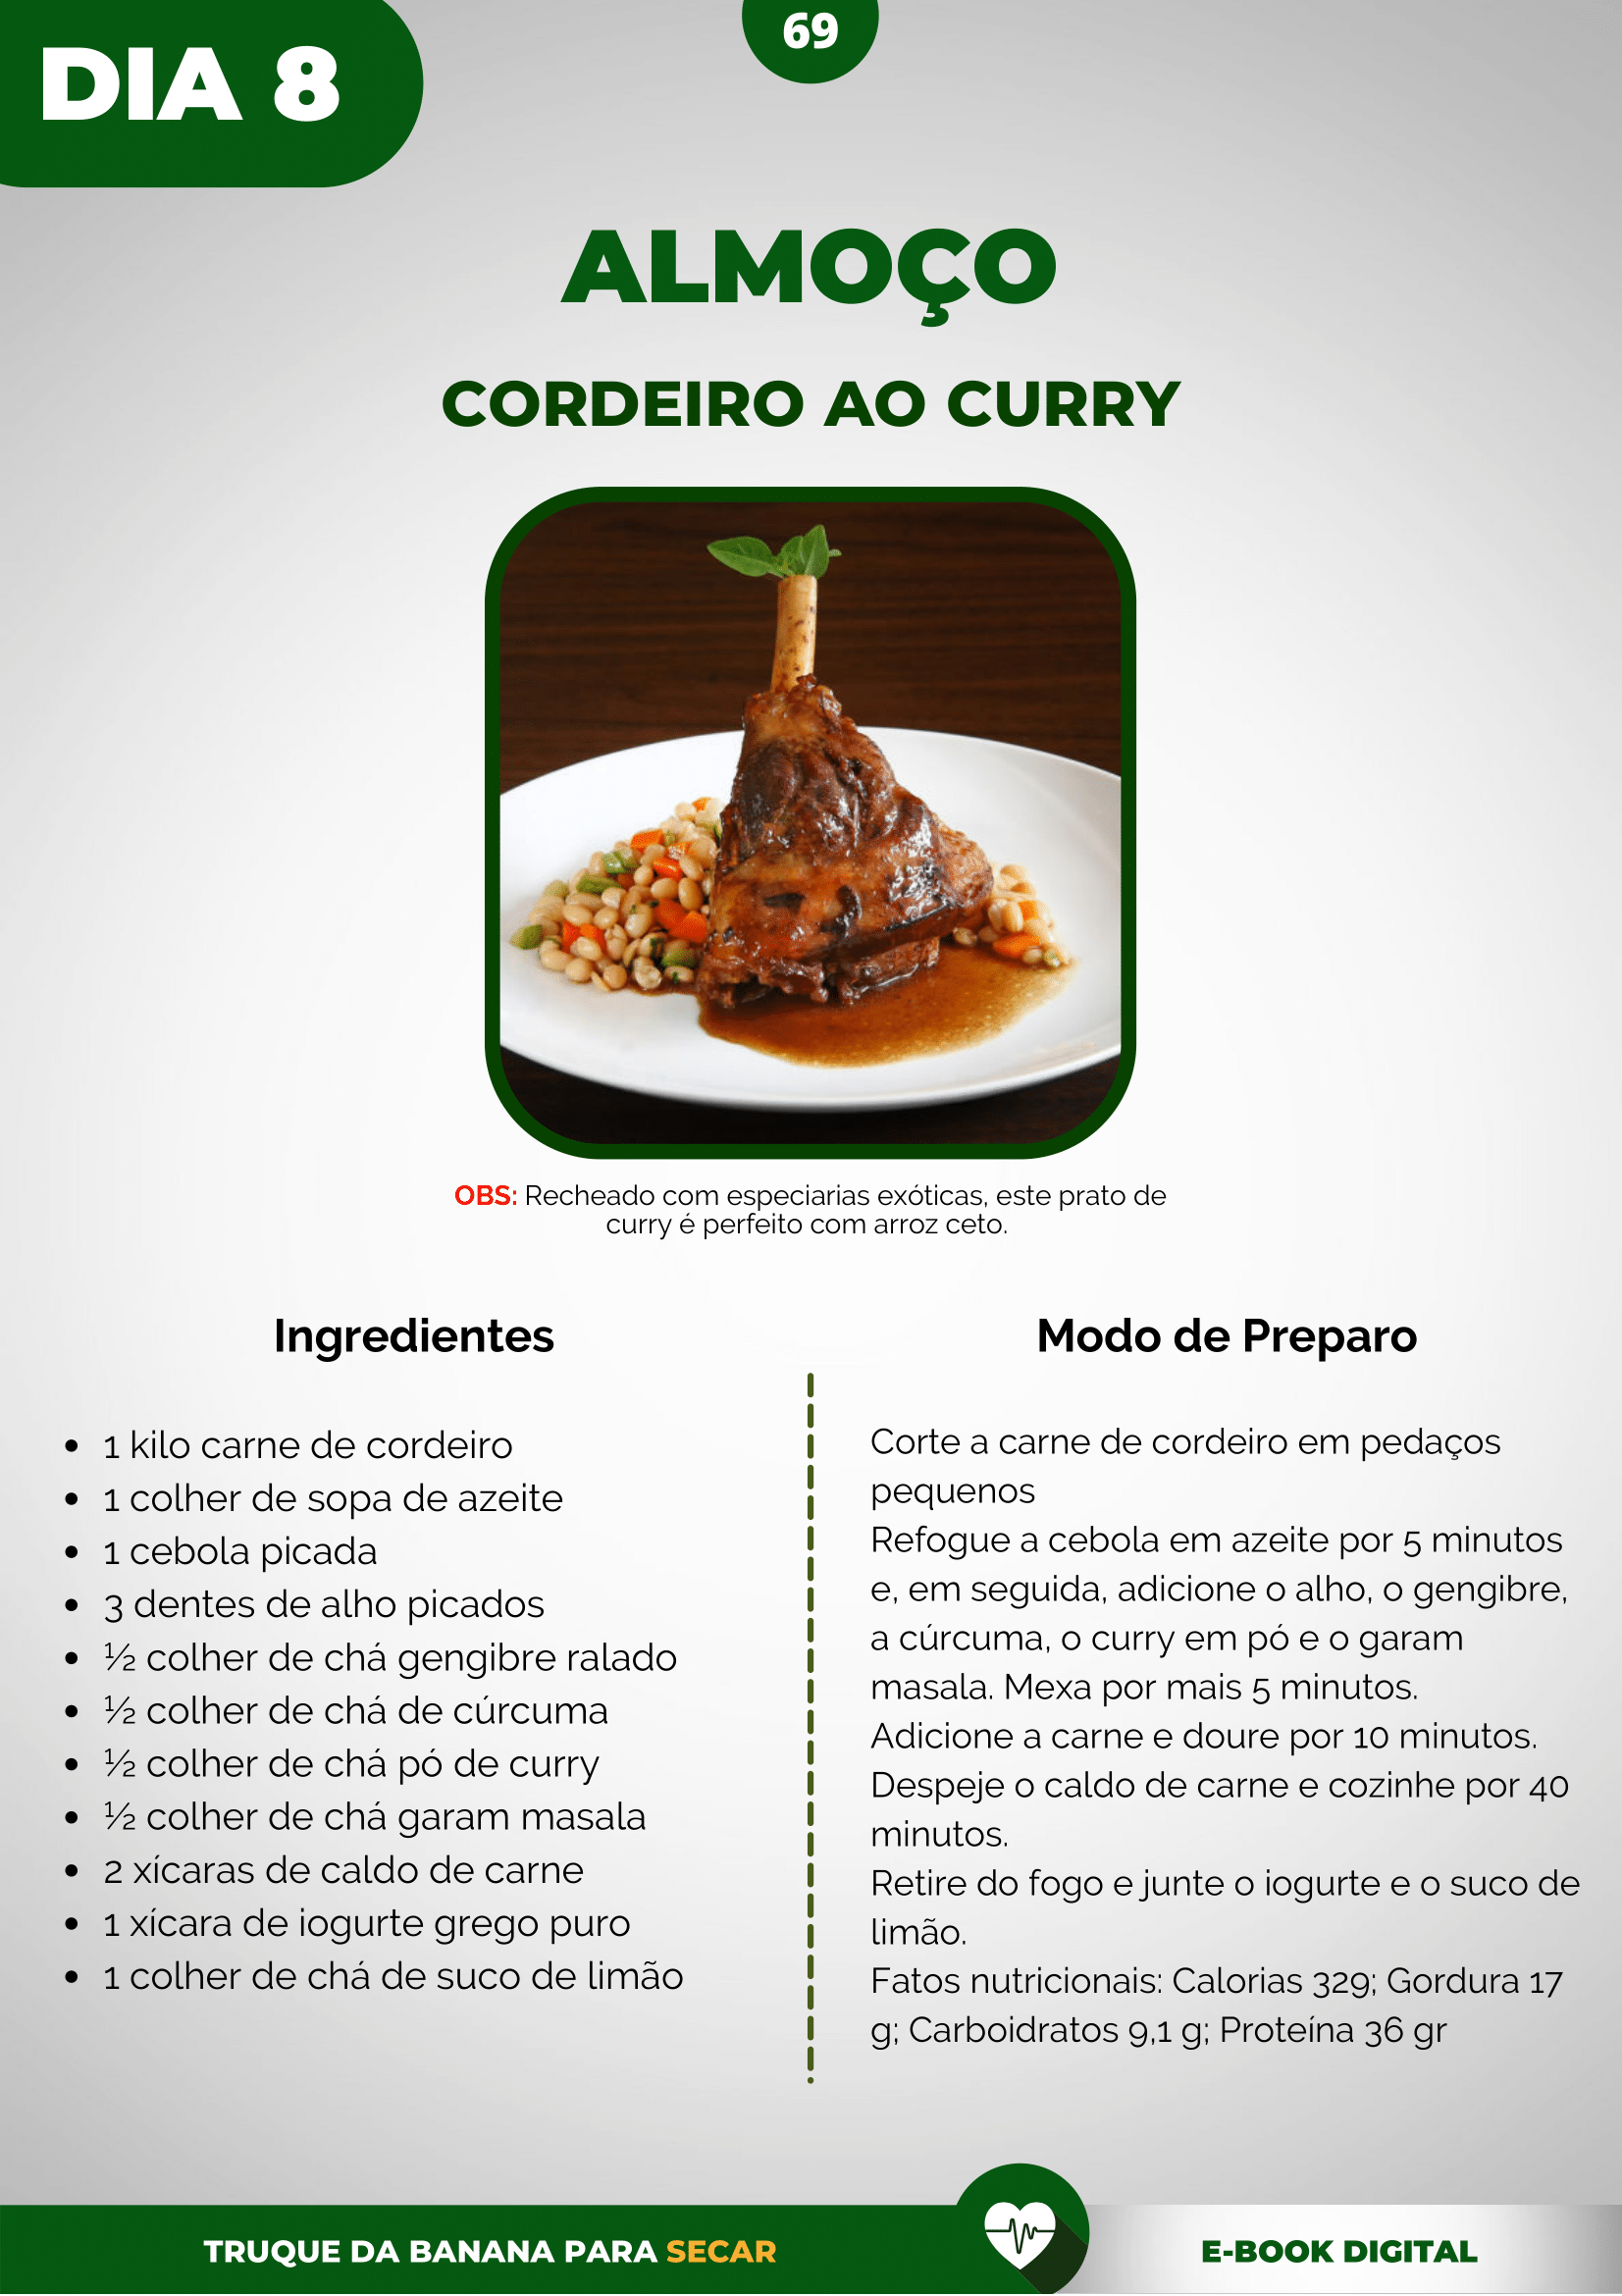 DIA 8
69
ALMOÇO
CORDEIRO AO CURRY
OBS: Recheado com especiarias exóticas, este prato de
curry é perfeito com arroz ceto.
Ingredientes
1 kilo carne de cordeiro
1 colher de sopa de azeite
1 cebola picada
3 dentes de alho picados
½ colher de chá gengibre ralado
½ colher de chá de cúrcuma
½ colher de chá pó de curry
½ colher de chá garam masala
2 xícaras de caldo de carne
1 xícara de iogurte grego puro
1 colher de chá de suco de limão
Modo de Preparo
Corte a carne de cordeiro em pedaços
pequenos
Refogue a cebola em azeite por 5 minutos
e, em seguida, adicione o alho, o gengibre,
a cúrcuma, o curry em pó e o garam
masala. Mexa por mais 5 minutos.
Adicione a carne e doure por 10 minutos.
Despeje o caldo de carne e cozinhe por 40
minutos.
Retire do fogo e junte o iogurte e o suco de
limão.
Fatos nutricionais: Calorias 329; Gordura 17
g; Carboidratos 9,1 g; Proteína 36 gr
TRUQUE DA BANANA PARA SECAR
E-BOOK DIGITAL